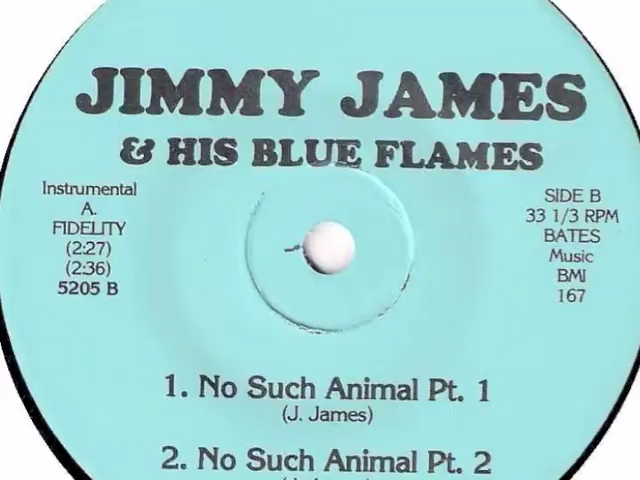 JIMMY JAMES
& HIS BLUE FLAMES
Instrumental
A.
FIDELITY
(2:27)
(2:36)
5205 B
SIDE B
33 1/3 RPM
BATES
Music
BMI
167
1. No Such Animal Pt. 1
(J. James)
2. No Such Animal Pt. 2